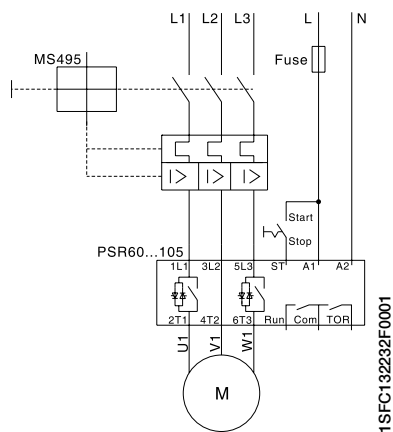 L1 L2 L3 L N
MS495
Fuse
I> I> I>
Start
Stop
PSR60...105
1L1 3L2 5L3 ST A1 A2
2T1 4T2 6T3 Run Com TOR
U1 V1 W1
M
1SFC132232F0001